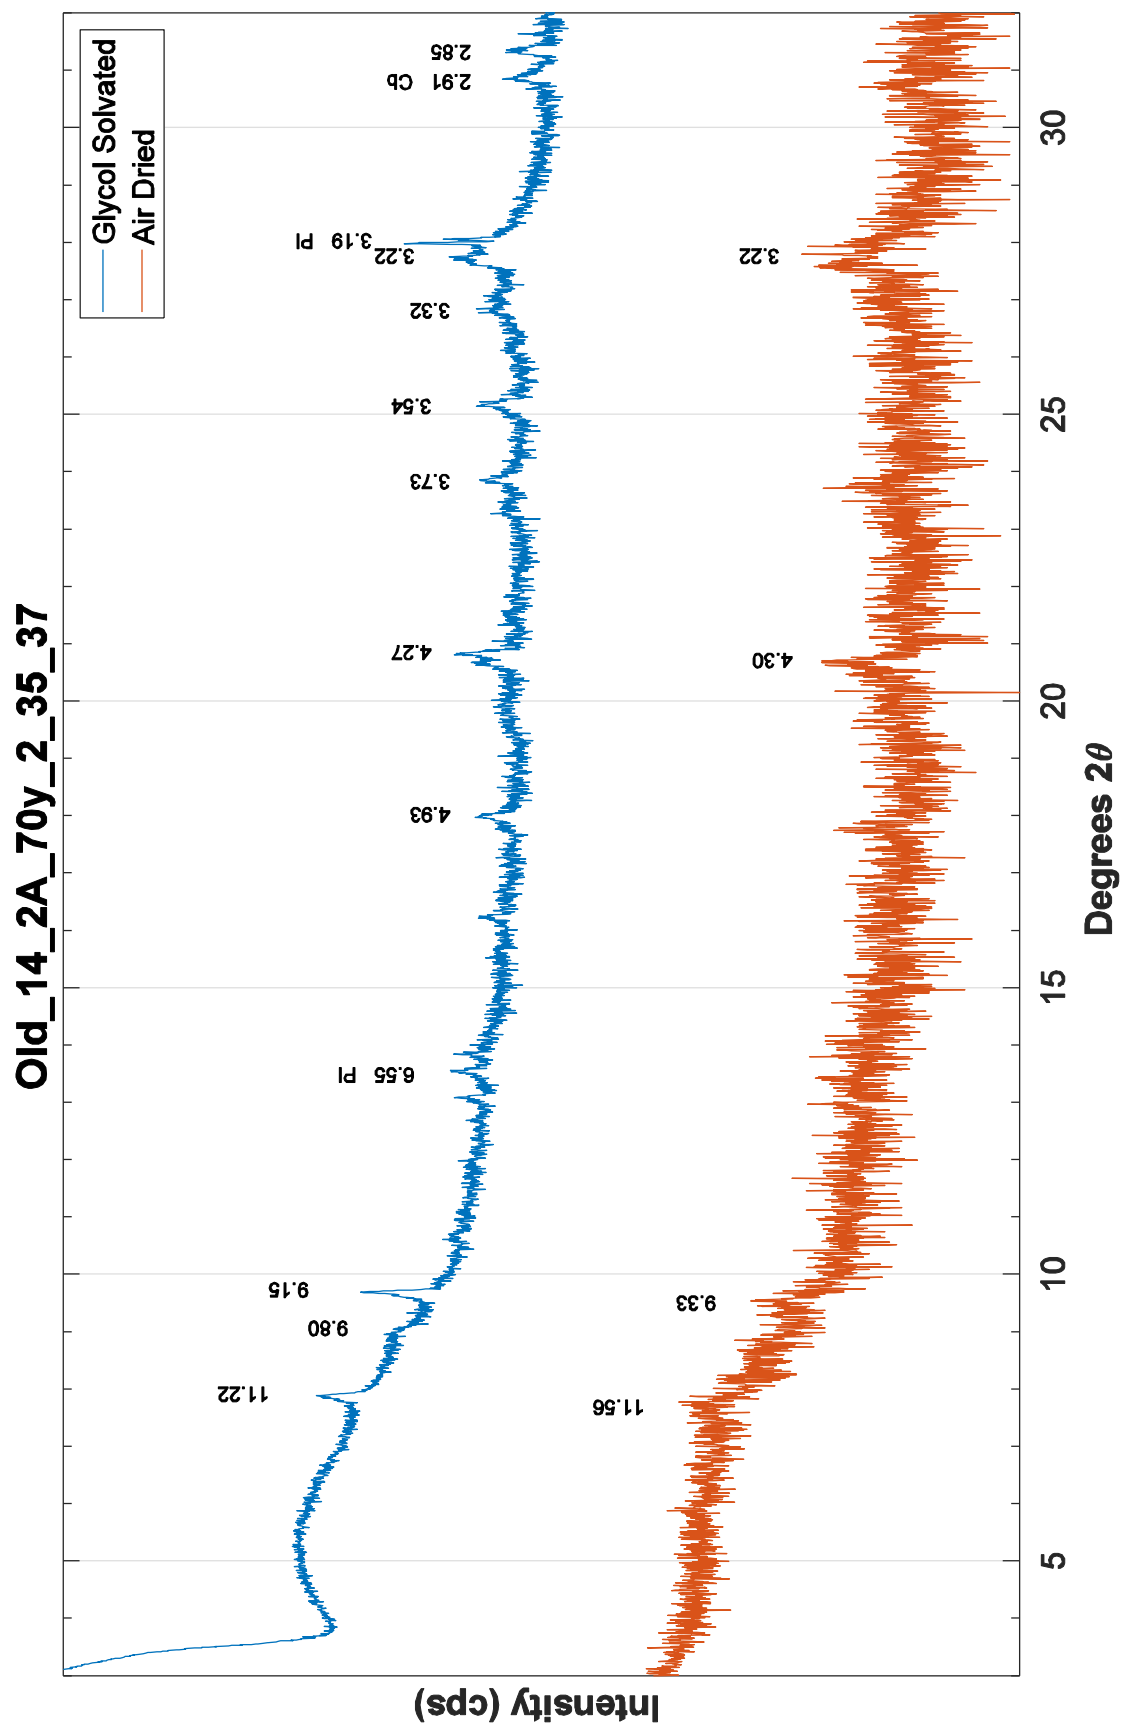 Old_14_2A_70y_2_35_37
Glycol Solvated
Air Dried
11.22
9.80
9.15
6.55 Pl
4.93
4.27
3.73
3.54
3.32
3.22
3.19 Pl
2.91 Cb
2.85
11.56
9.33
4.30
3.22
5
10
15
20
25
30
Degrees 2θ
Intensity (cps)